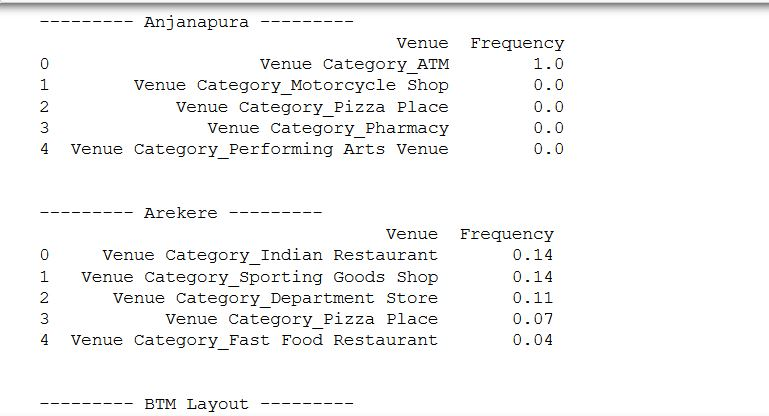 --------- Anjanapura ---------
Venue Frequency
0 Venue Category_ATM 1.0
1 Venue Category_Motorcycle Shop 0.0
2 Venue Category_Pizza Place 0.0
3 Venue Category_Pharmacy 0.0
4 Venue Category_Performing Arts Venue 0.0
--------- Arekere ---------
Venue Frequency
0 Venue Category_Indian Restaurant 0.14
1 Venue Category_Sporting Goods Shop 0.14
2 Venue Category_Department Store 0.11
3 Venue Category_Pizza Place 0.07
4 Venue Category_Fast Food Restaurant 0.04
--------- BTM Layout ---------